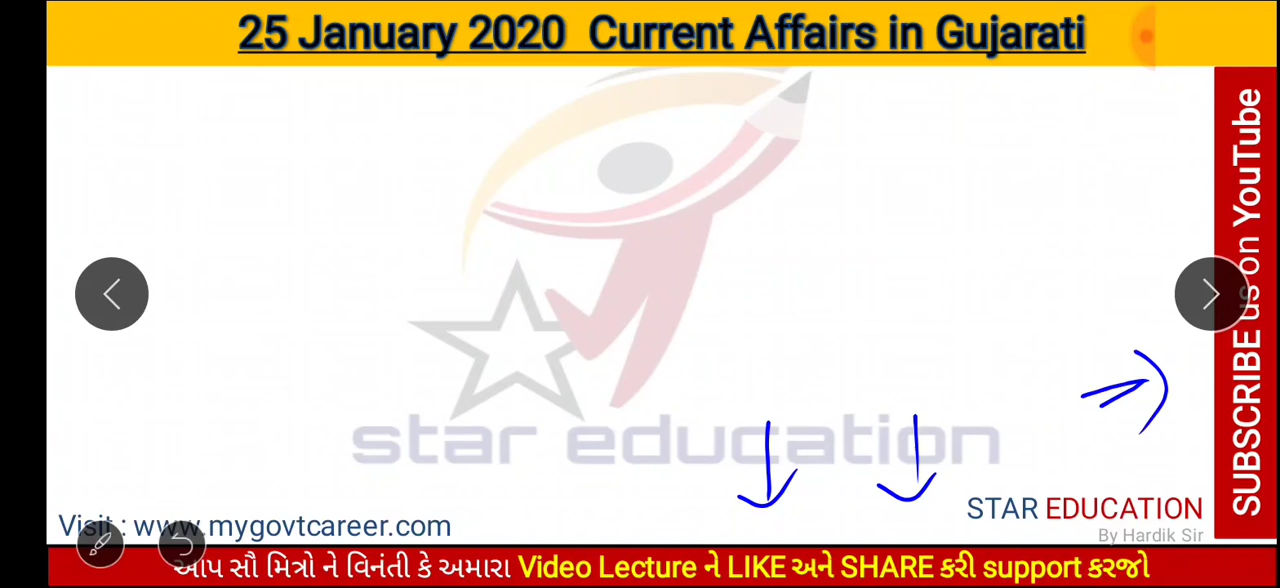 25 January 2020 Current Affairs in Gujarati
SUBSCRIBE us on YouTube
star education
STAR EDUCATION
By Hardik Sir
Visit : www.mygovtcareer.com
આપ સૌ મિત્રો ને વિનંતી કે અમારા Video Lecture ને LIKE અને SHARE કરી support કરજો